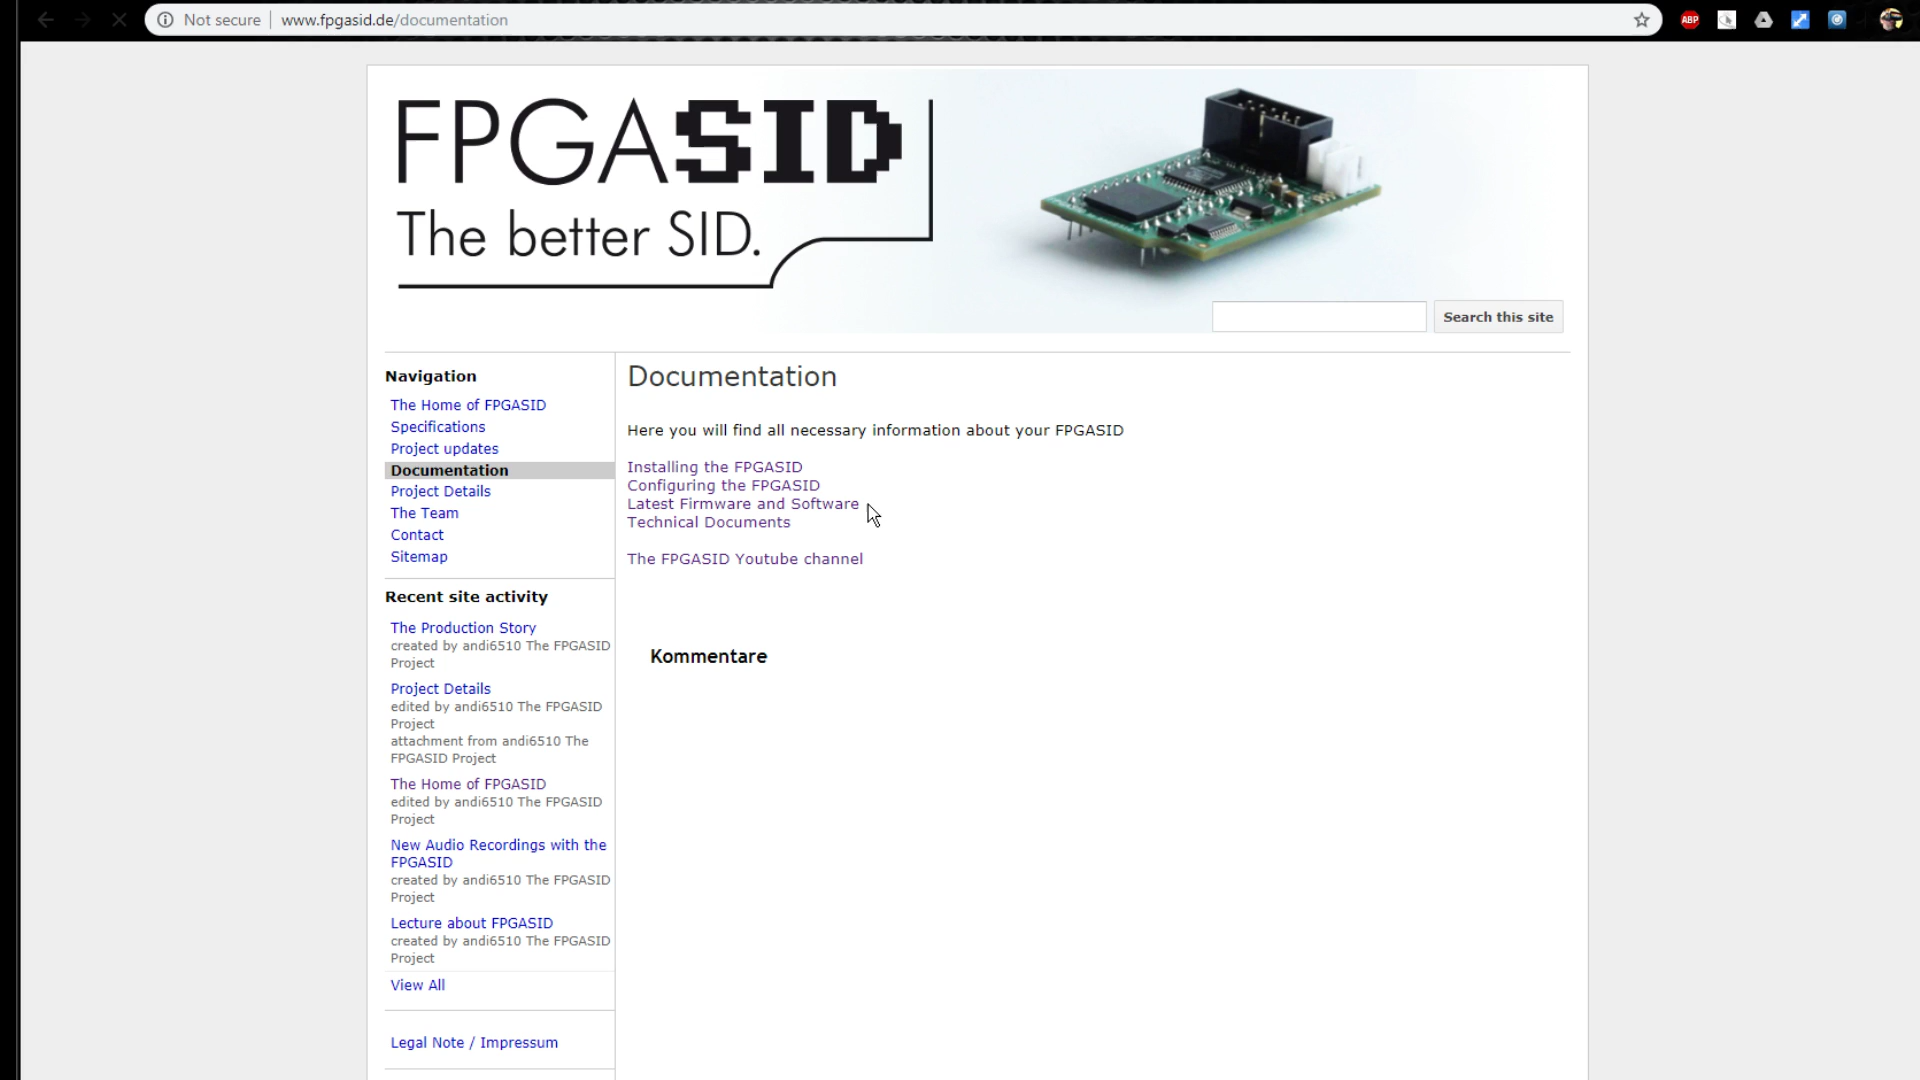 Not secure | www.fpgasid.de/documentation
ABP
FPGASID
The better SID.
Search this site
Navigation
The Home of FPGASID
Specifications
Project updates
Documentation
Project Details
The Team
Contact
Sitemap
Recent site activity
The Production Story
created by andi6510 The FPGASID
Project
Project Details
edited by andi6510 The FPGASID
Project
attachment from andi6510 The
FPGASID Project
The Home of FPGASID
edited by andi6510 The FPGASID
Project
New Audio Recordings with the
FPGASID
created by andi6510 The FPGASID
Project
Lecture about FPGASID
created by andi6510 The FPGASID
Project
View All
Legal Note / Impressum
Documentation
Here you will find all necessary information about your FPGASID
Installing the FPGASID
Configuring the FPGASID
Latest Firmware and Software
Technical Documents
The FPGASID Youtube channel
Kommentare